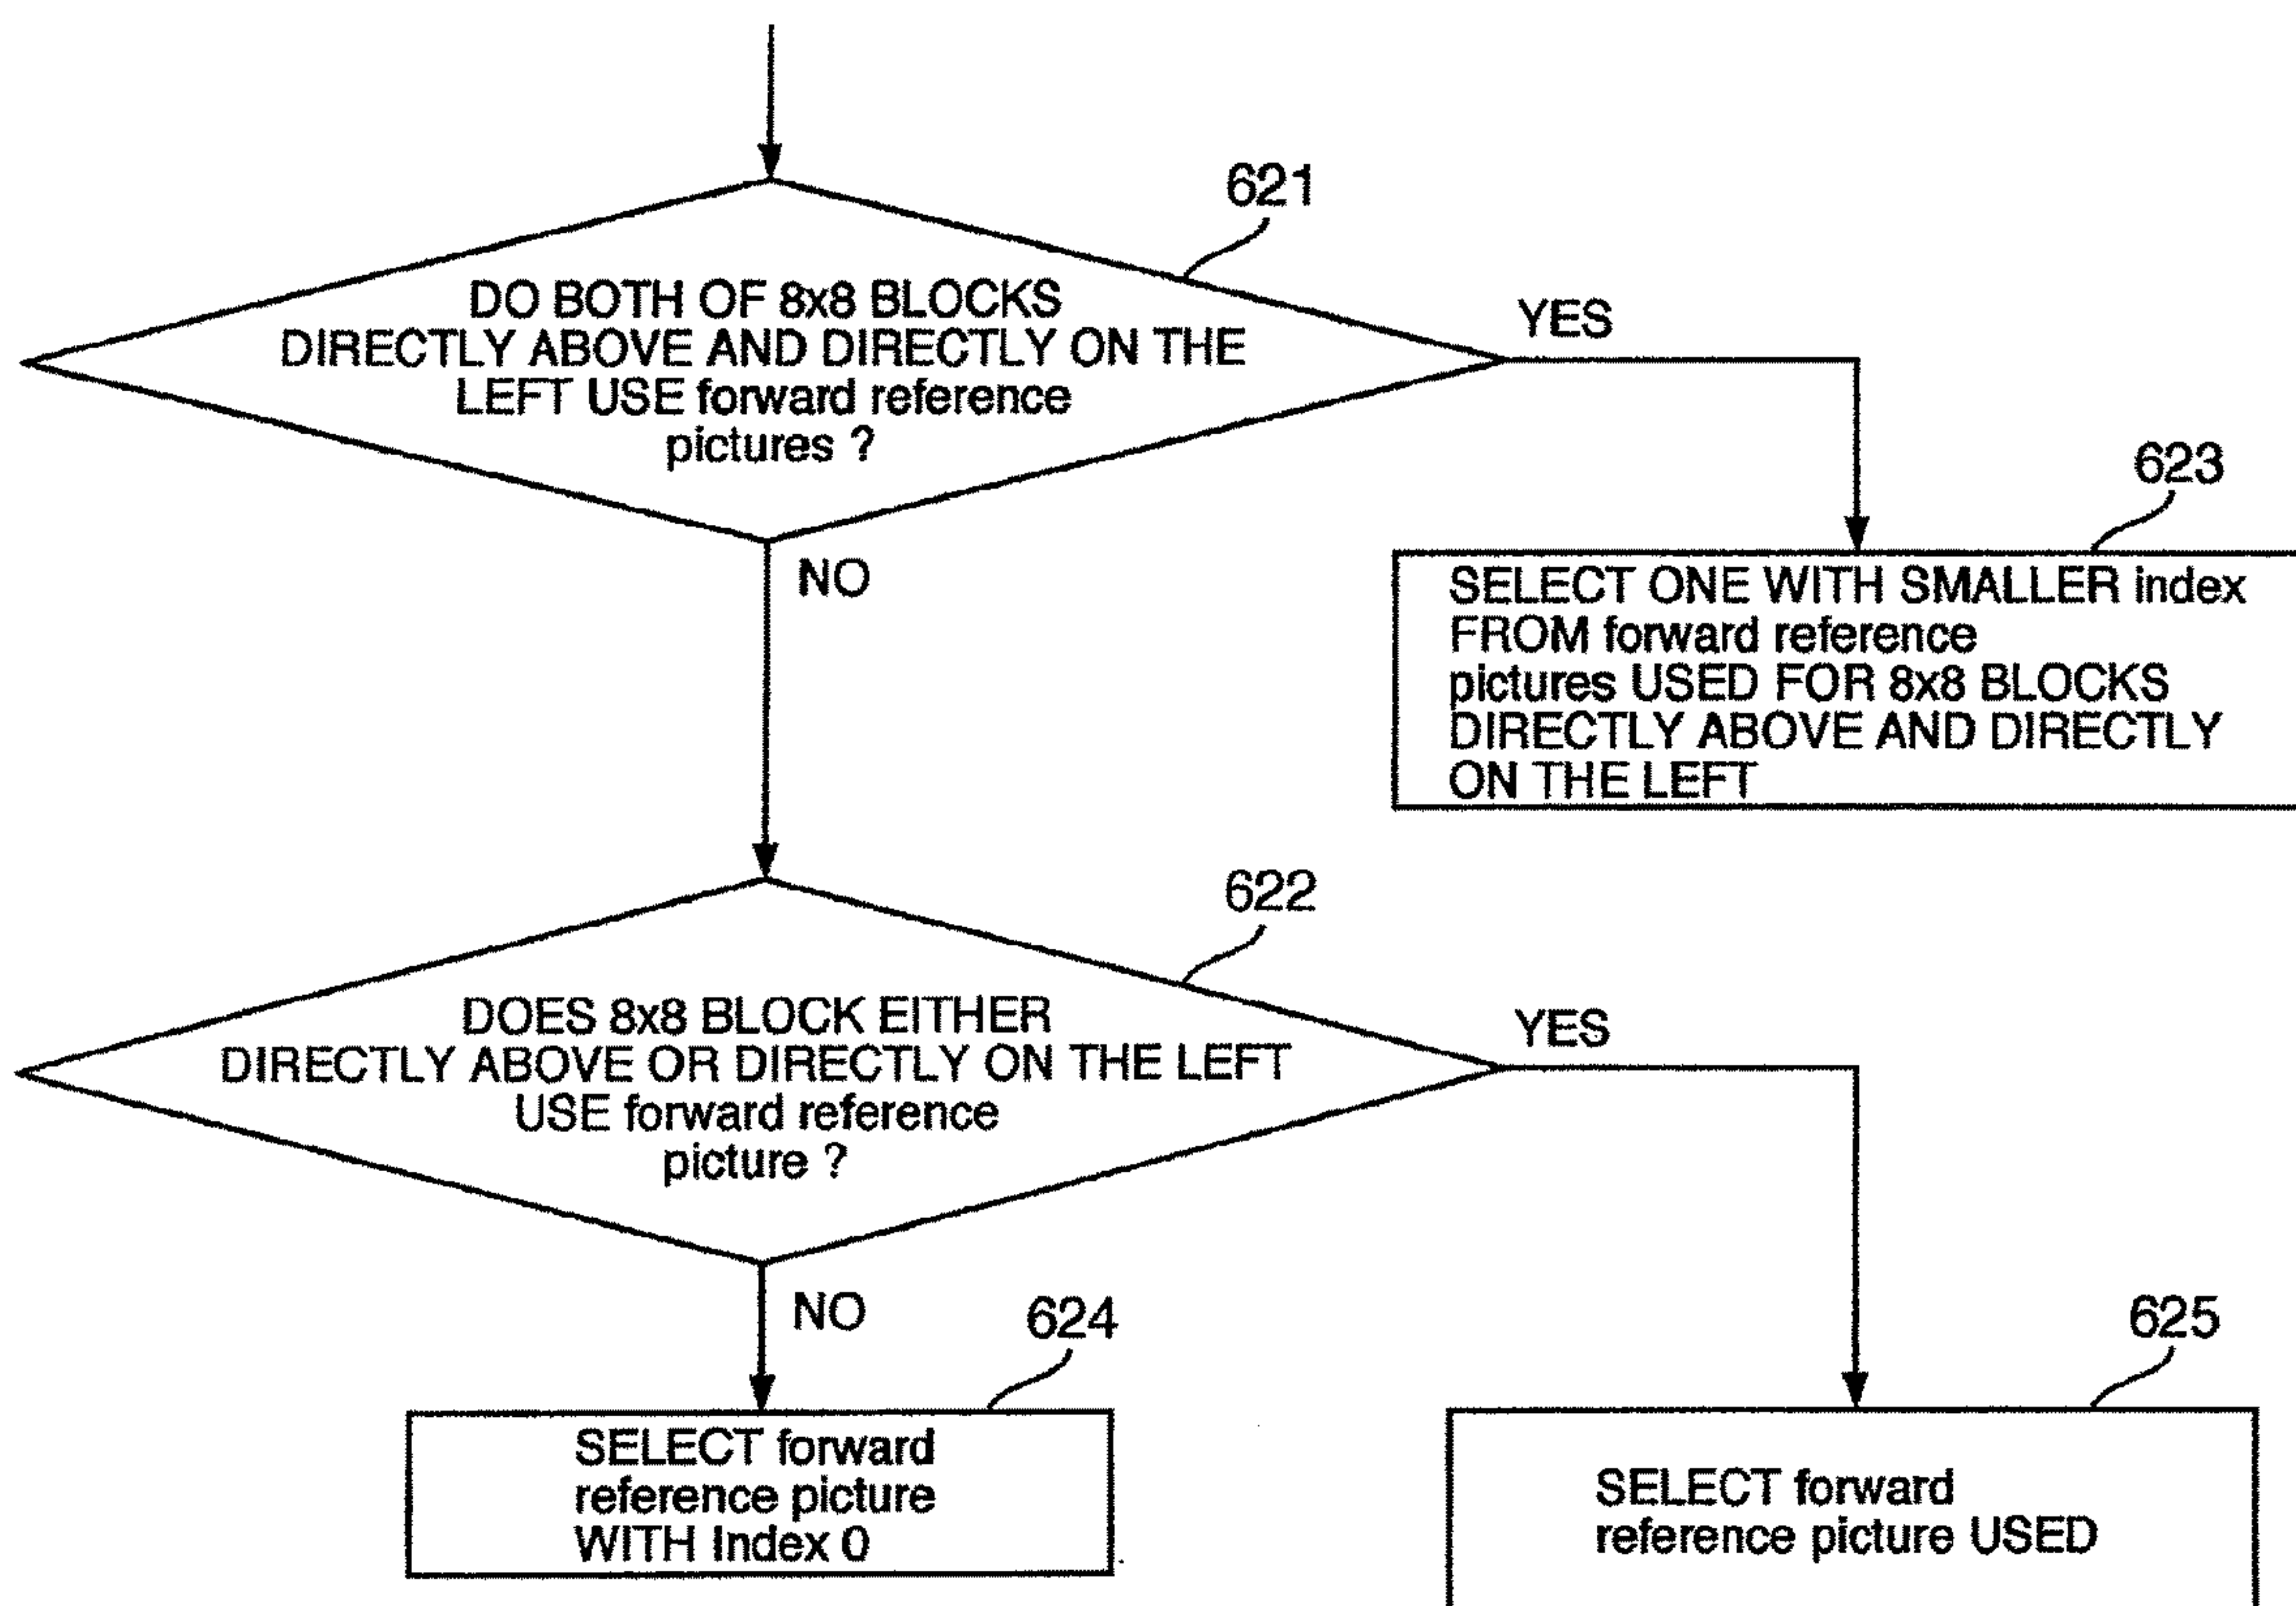 621
DO BOTH OF 8x8 BLOCKS
DIRECTLY ABOVE AND DIRECTLY ON THE
LEFT USE forward reference
pictures ?
YES
NO
623
SELECT ONE WITH SMALLER index
FROM forward reference
pictures USED FOR 8x8 BLOCKS
DIRECTLY ABOVE AND DIRECTLY
ON THE LEFT
622
DOES 8x8 BLOCK EITHER
DIRECTLY ABOVE OR DIRECTLY ON THE LEFT
USE forward reference
picture ?
YES
NO
624
SELECT forward
reference picture
WITH Index 0
625
SELECT forward
reference picture USED